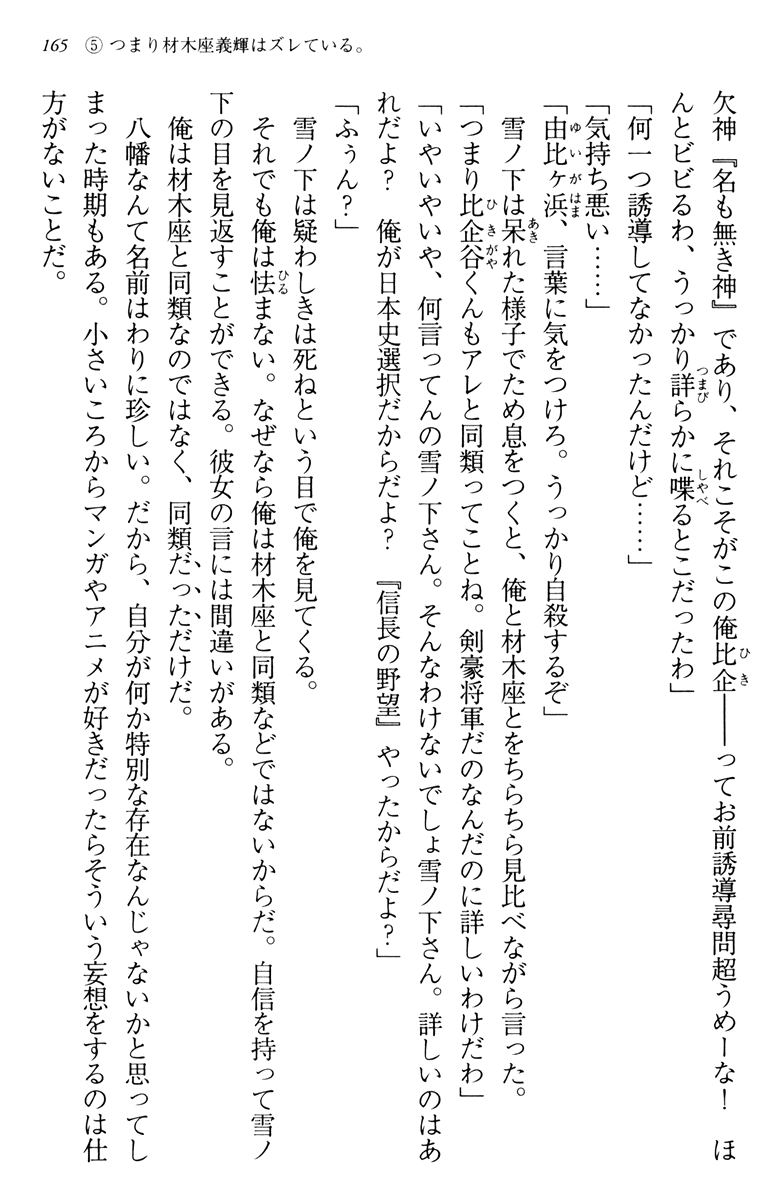 165　⑤つまり材木座義輝はズレている。
欠神『名も無き神』であり、それこそがこの俺比企――ってお前誘導尋問超うめーな！　ほ
んとビビるわ、うっかり詳らかに喋るとこだったわ」
「何一つ誘導してなかったんだけど……」
「気持ち悪い……」
「由比ヶ浜、言葉に気をつけろ。うっかり自殺するぞ」
　雪ノ下は呆れた様子でため息をつくと、俺と材木座とをちらちら見比べながら言った。
「つまり比企谷くんもアレと同類ってことね。剣豪将軍だのなんだのに詳しいわけだわ」
「いやいやいや、何言ってんの雪ノ下さん。そんなわけないでしょ雪ノ下さん。詳しいのはあ
れだよ？　俺が日本史選択だからだよ？　『信長の野望』やったからだよ？」
「ふぅん？」
　雪ノ下は疑わしきは死ねという目で俺を見てくる。
　それでも俺は怯まない。なぜなら俺は材木座と同類などではないからだ。自信を持って雪ノ
下の目を見返すことができる。彼女の言には間違いがある。
　俺は材木座と同類なのではなく、同類だっただけだ。
　八幡なんて名前はわりに珍しい。だから、自分が何か特別な存在なんじゃないかと思ってし
まった時期もある。小さいころからマンガやアニメが好きだったらそういう妄想をするのは仕
方がないことだ。